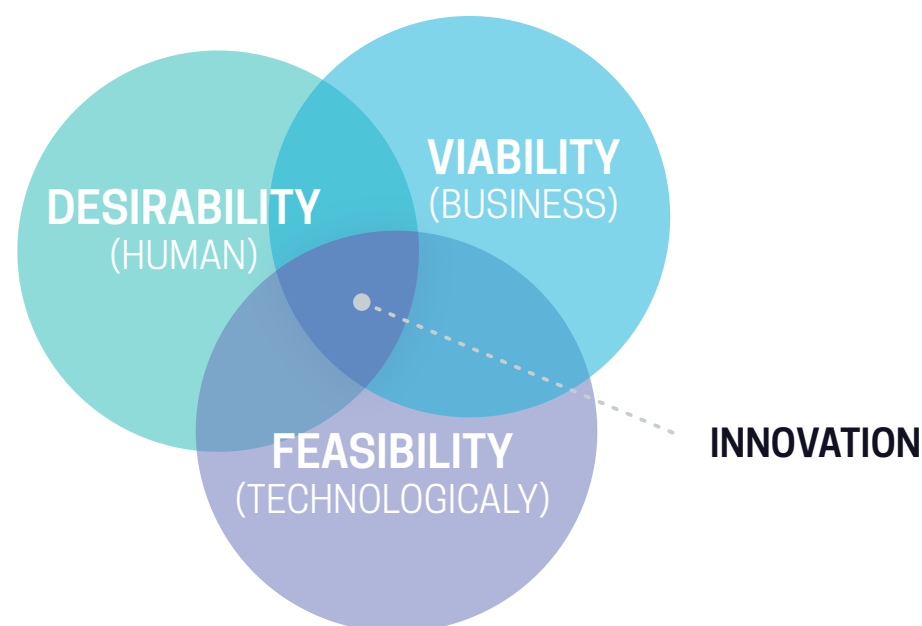 DESIRABILITY
(HUMAN)
VIABILITY
(BUSINESS)
FEASIBILITY
(TECHNOLOGICALY)
INNOVATION